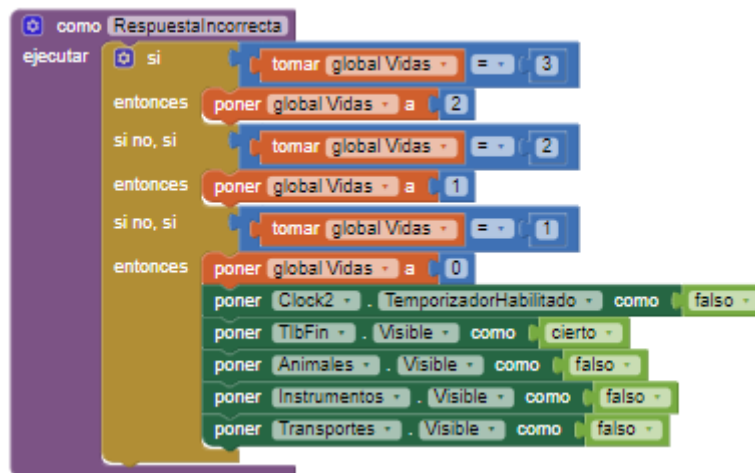 como RespuestaIncorrecta
ejecutar si tomar global Vidas = 3
entonces poner global Vidas a 2
si no, si tomar global Vidas = 2
entonces poner global Vidas a 1
si no, si tomar global Vidas = 1
entonces poner global Vidas a 0
poner Clock2 . TemporizadorHabilitado como falso
poner TlbFin . Visible como cierto
poner Animales . Visible como falso
poner Instrumentos . Visible como falso
poner Transportes . Visible como falso